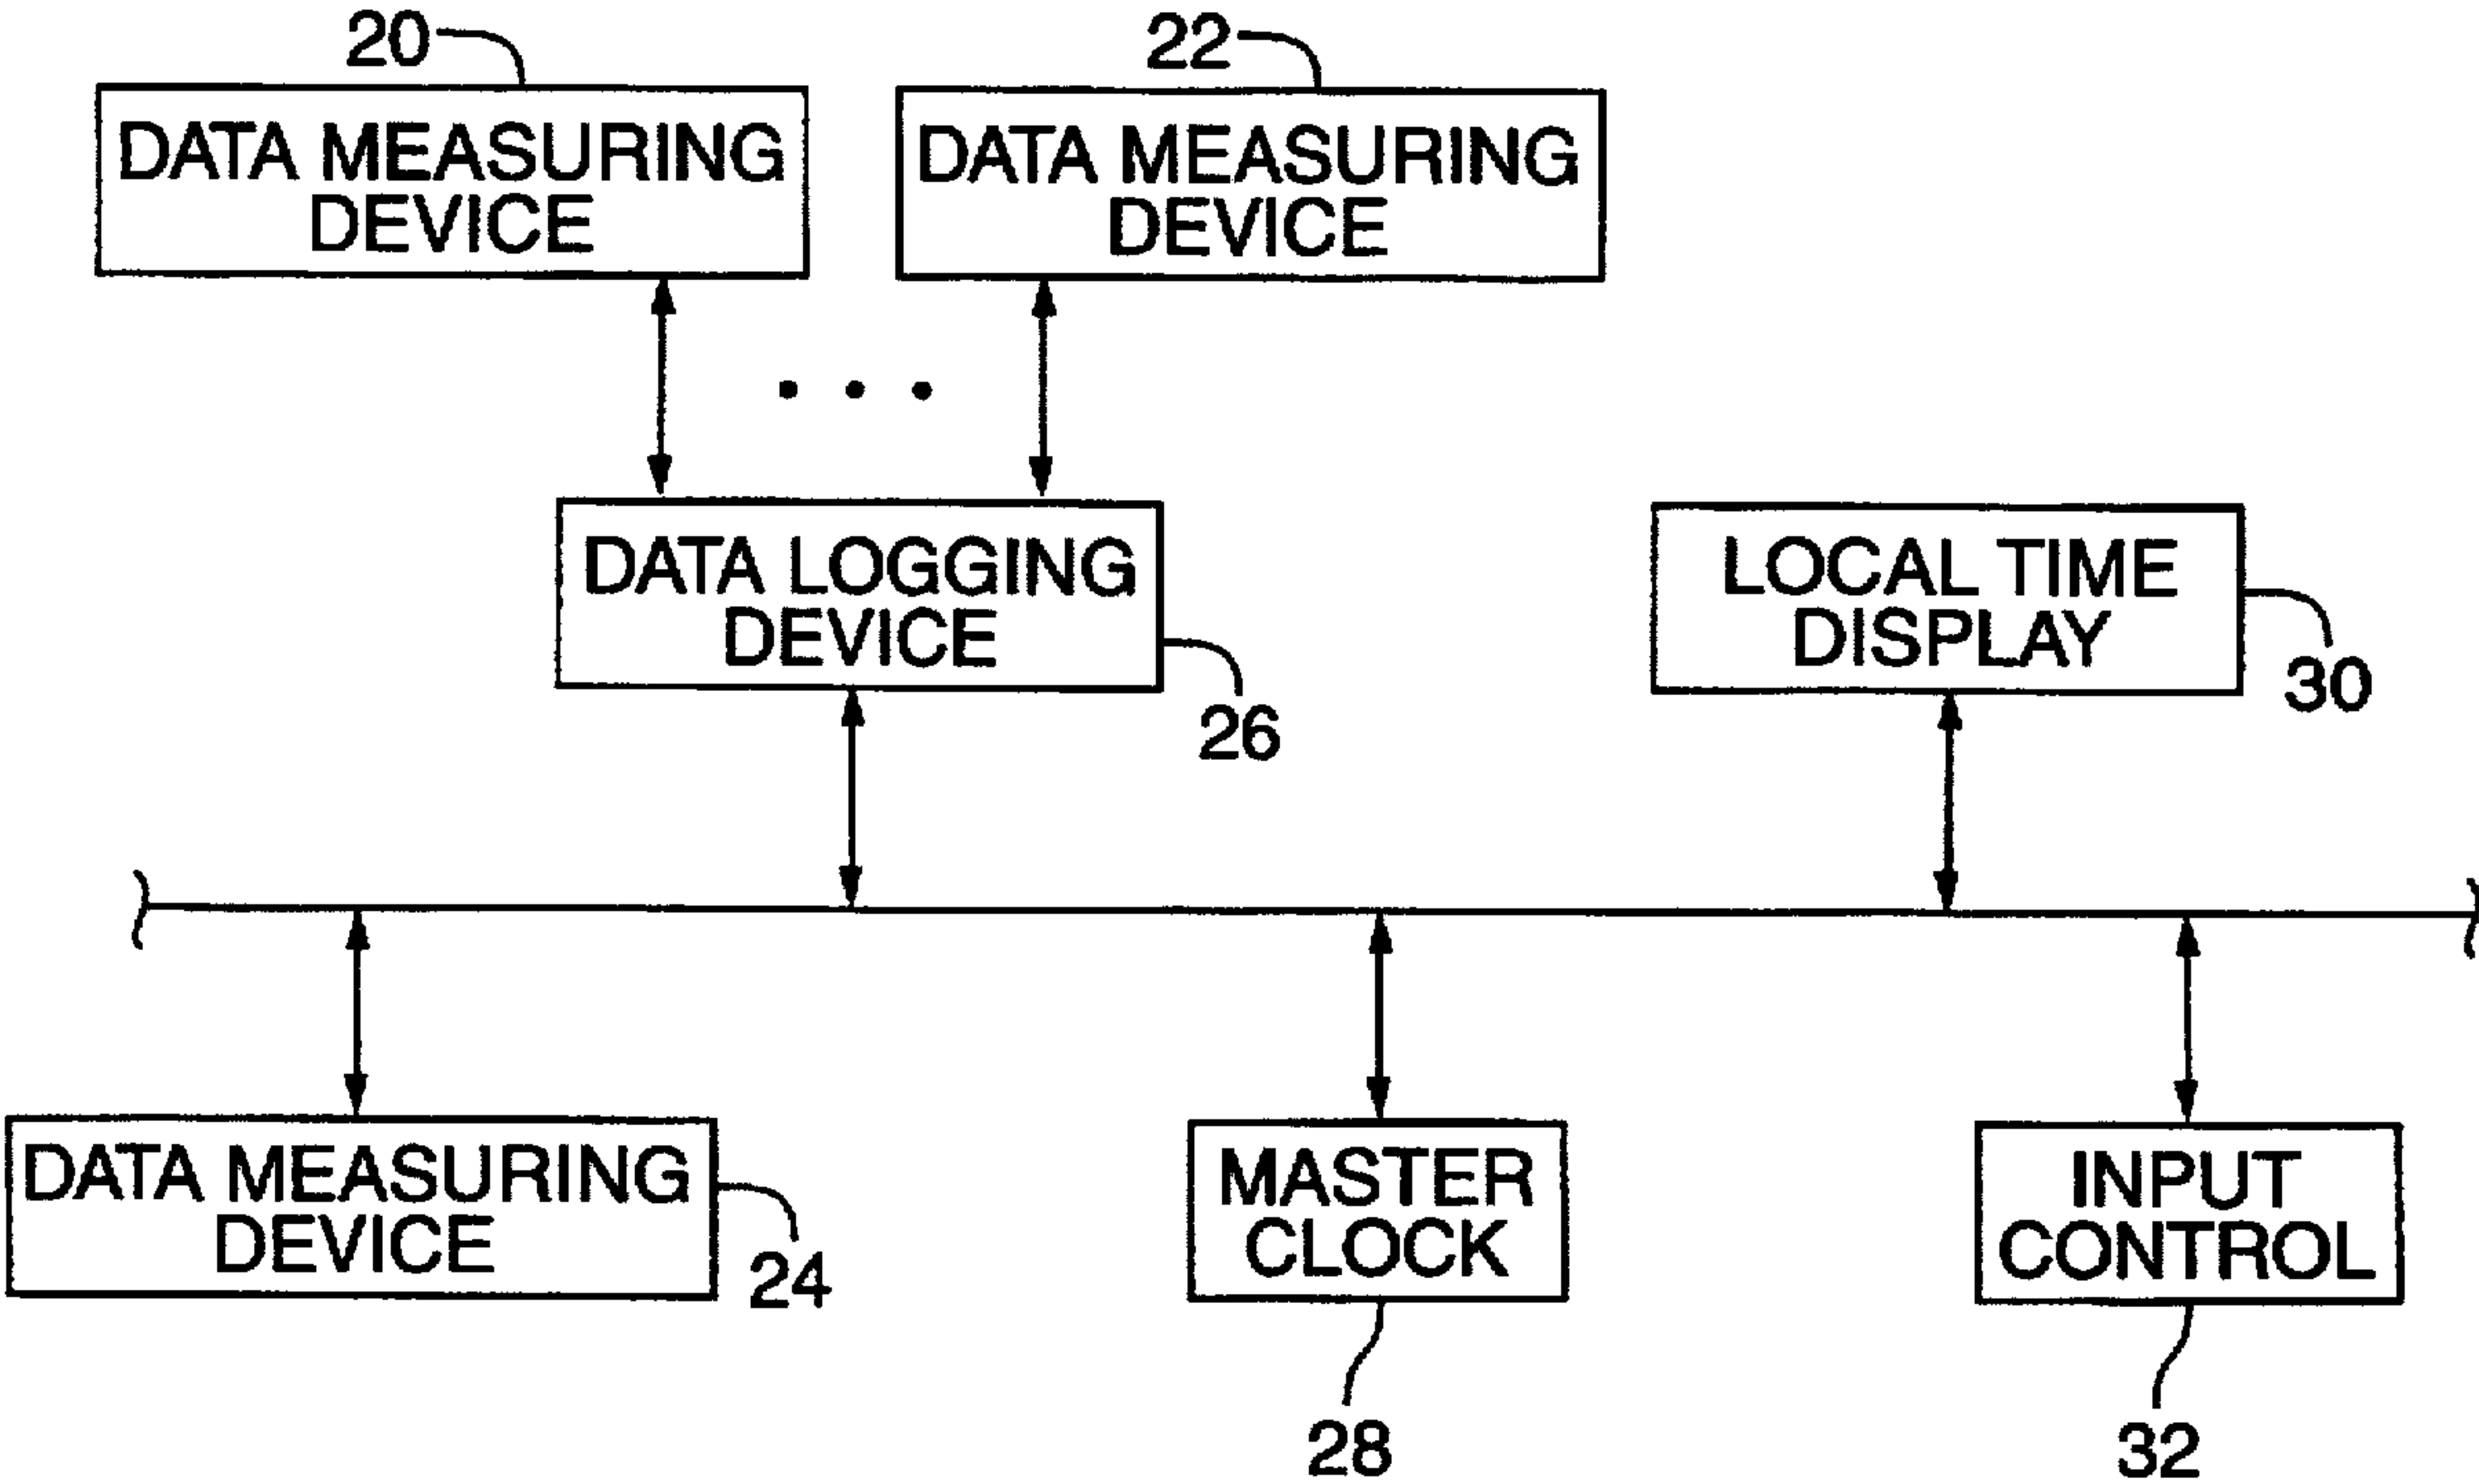 20
22
DATA MEASURING
DEVICE
DATA MEASURING
DEVICE
DATA LOGGING
DEVICE
26
LOCAL TIME
DISPLAY
30
DATA MEASURING
DEVICE
24
MASTER
CLOCK
28
INPUT
CONTROL
32